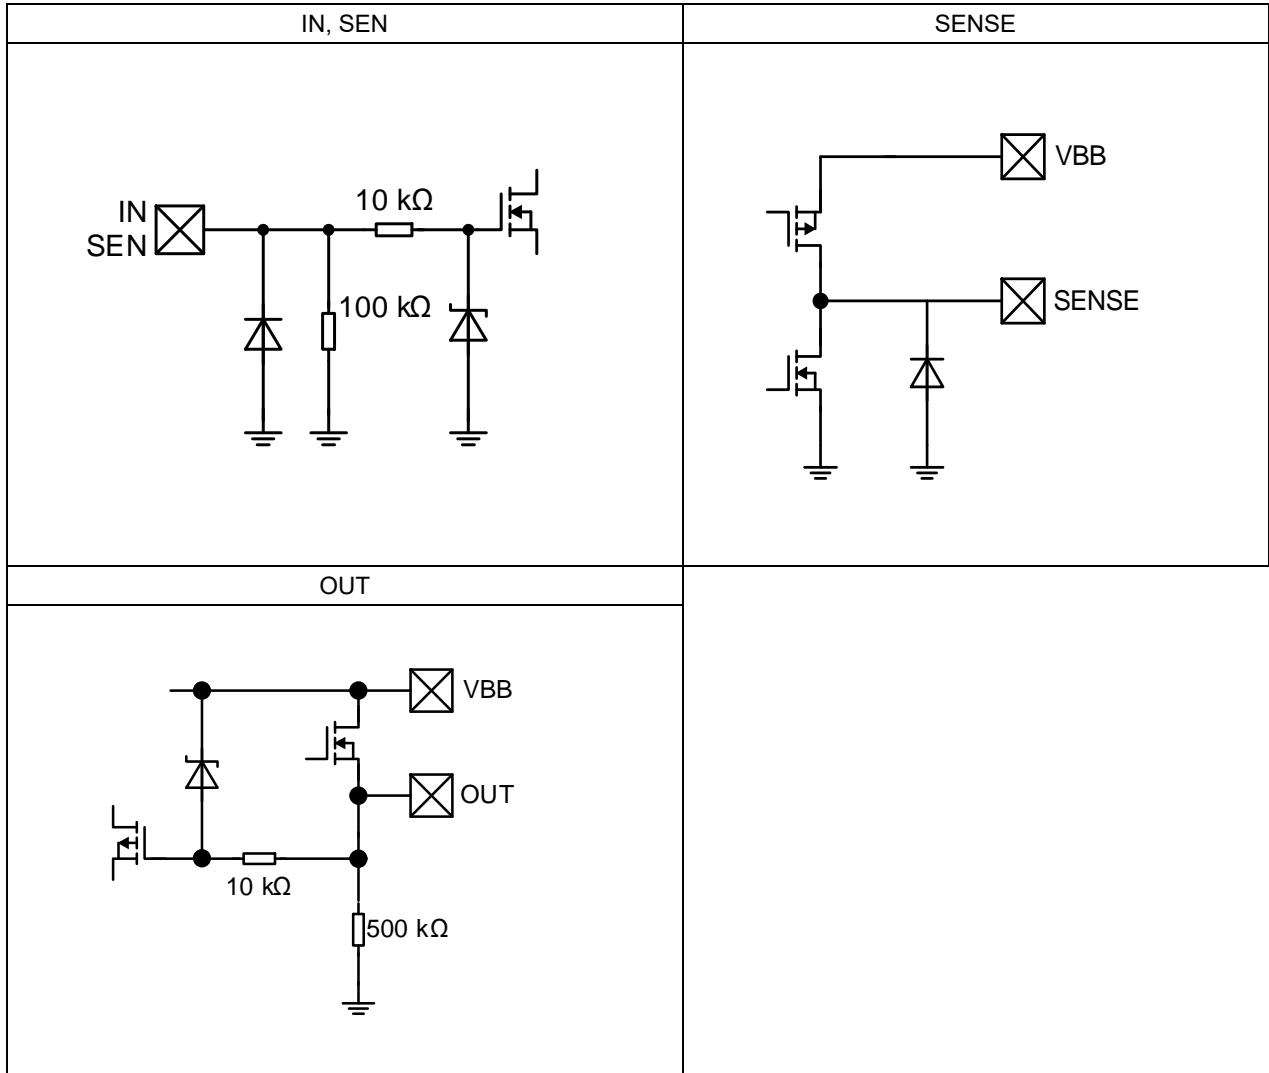 IN, SEN
SENSE
IN
SEN
10 kΩ
100 kΩ
VBB
SENSE
OUT
VBB
OUT
10 kΩ
500 kΩ